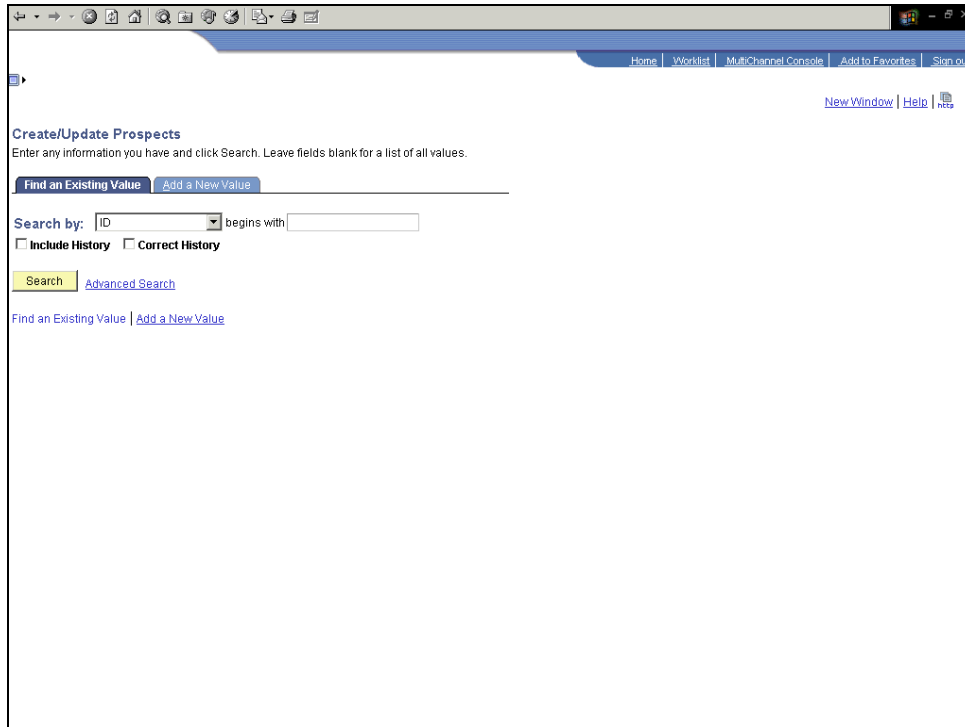 Home | Worklist | MultiChannel Console | Add to Favorites | Sign ou
New Window | Help | http
Create/Update Prospects
Enter any information you have and click Search. Leave fields blank for a list of all values.
Find an Existing Value Add a New Value
Search by: ID begins with
Include History Correct History
Search Advanced Search
Find an Existing Value | Add a New Value